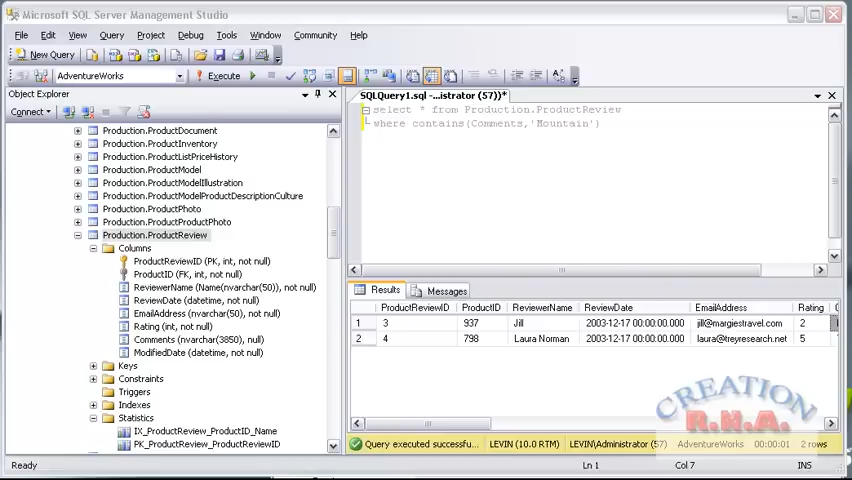 Microsoft SQL Server Management Studio
File Edit View Query Project Debug Tools Window Community Help
New Query
AdventureWorks Execute
Object Explorer
Connect
Production.ProductDocument
Production.ProductInventory
Production.ProductListPriceHistory
Production.ProductModel
Production.ProductModelIllustration
Production.ProductModelProductDescriptionCulture
Production.ProductPhoto
Production.ProductProductPhoto
Production.ProductReview
Columns
ProductReviewID (PK, int, not null)
ProductID (FK, int, not null)
ReviewerName (Name(nvarchar(50)), not null)
ReviewDate (datetime, not null)
EmailAddress (nvarchar(50), not null)
Rating (int, not null)
Comments (nvarchar(3850), not null)
ModifiedDate (datetime, not null)
Keys
Constraints
Triggers
Indexes
Statistics
IX_ProductReview_ProductID_Name
PK_ProductReview_ProductReviewID
SQLQuery1.sql -...istrator (57))*
select * from Production.ProductReview
where contains(Comments,'Mountain')
Results Messages
ProductReviewID ProductID ReviewerName ReviewDate EmailAddress Rating
1 3 937 Jill 2003-12-17 00:00:00.000 jill@margiestravel.com 2
2 4 798 Laura Norman 2003-12-17 00:00:00.000 laura@treyresearch.net 5
CREATION
R.N.A.
Query executed successfu... LEVIN (10.0 RTM) LEVIN\Administrator (57) AdventureWorks 00:00:01 2 rows
Ready Ln 1 Col 7 INS